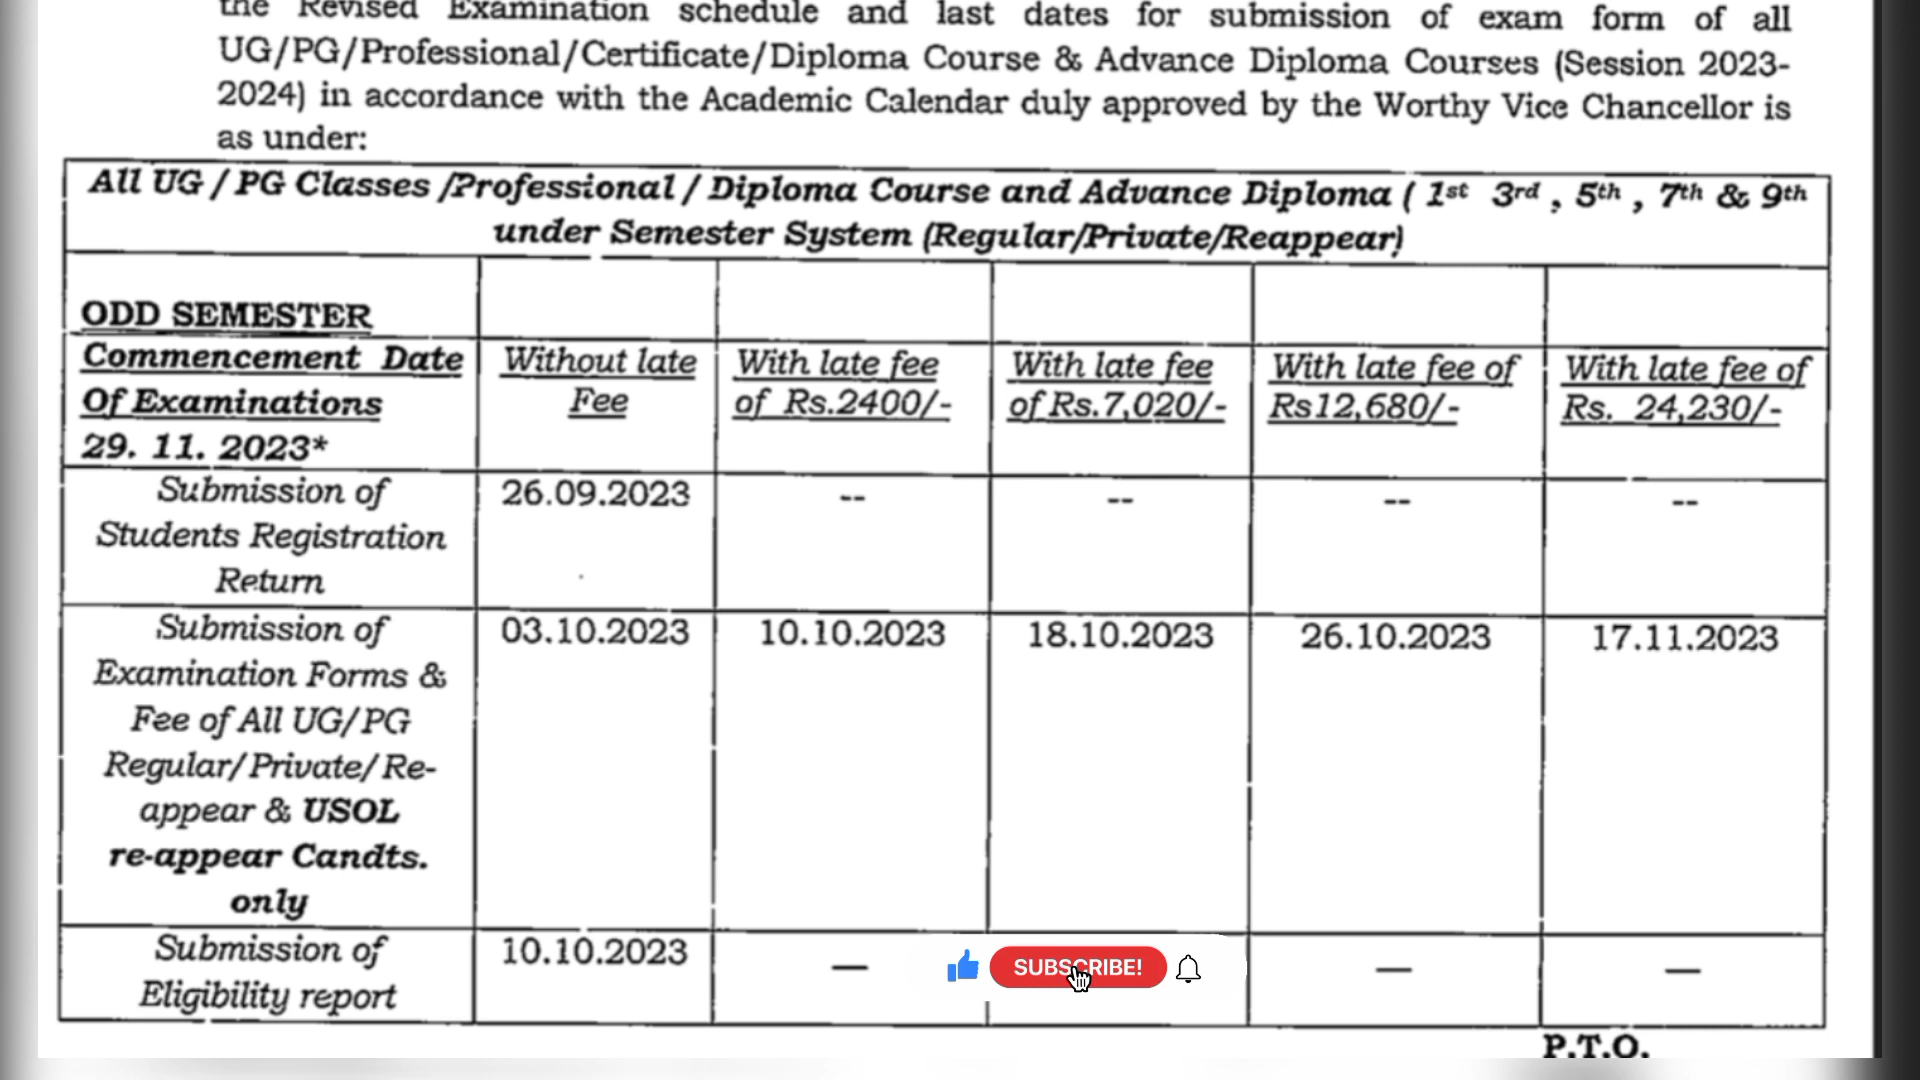 the Revised Examination schedule and last dates for submission of exam form of all
UG/PG/Professional/Certificate/Diploma Course & Advance Diploma Courses (Session 2023-
2024) in accordance with the Academic Calendar duly approved by the Worthy Vice Chancellor is
as under:
All UG / PG Classes /Professional / Diploma Course and Advance Diploma ( 1st 3rd , 5th , 7th & 9th
under Semester System (Regular/Private/Reappear)
ODD SEMESTER
Commencement Date
Of Examinations
29. 11. 2023*
Without late
Fee
With late fee
of Rs.2400/-
With late fee
of Rs.7,020/-
With late fee of
Rs12,680/-
With late fee of
Rs. 24,230/-
Submission of
Students Registration
Return
26.09.2023
--
--
--
--
Submission of
Examination Forms &
Fee of All UG/PG
Regular/Private/Re-
appear & USOL
re-appear Candts.
only
03.10.2023
10.10.2023
18.10.2023
26.10.2023
17.11.2023
Submission of
Eligibility report
10.10.2023
—
SUBSCRIBE!
—
—
P.T.O.